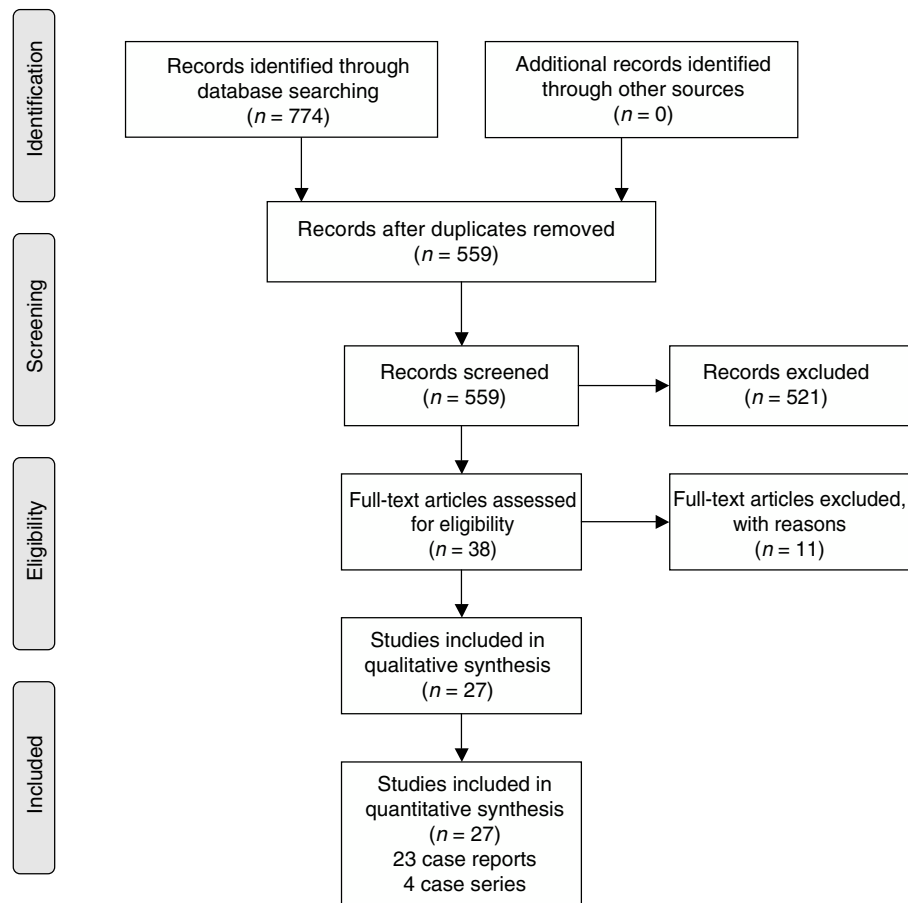 Identification
Records identified through
database searching
(n = 774)
Additional records identified
through other sources
(n = 0)
Records after duplicates removed
(n = 559)
Screening
Records screened
(n = 559)
Records excluded
(n = 521)
Eligibility
Full-text articles assessed
for eligibility
(n = 38)
Full-text articles excluded,
with reasons
(n = 11)
Studies included in
qualitative synthesis
(n = 27)
Included
Studies included in
quantitative synthesis
(n = 27)
23 case reports
4 case series